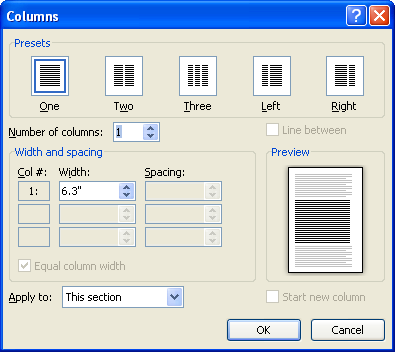 Columns
Presets
One Two Three Left Right
Number of columns: 1 Line between
Width and spacing Preview
Col #: Width: Spacing:
1: 6.3"
Equal column width
Apply to: This section Start new column
OK Cancel